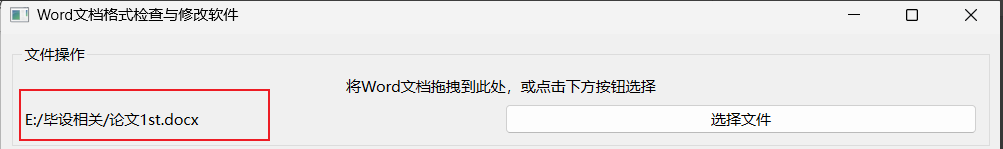 Word文档格式检查与修改软件
文件操作
将Word文档拖拽到此处，或点击下方按钮选择
E:/毕设相关/论文1st.docx
选择文件